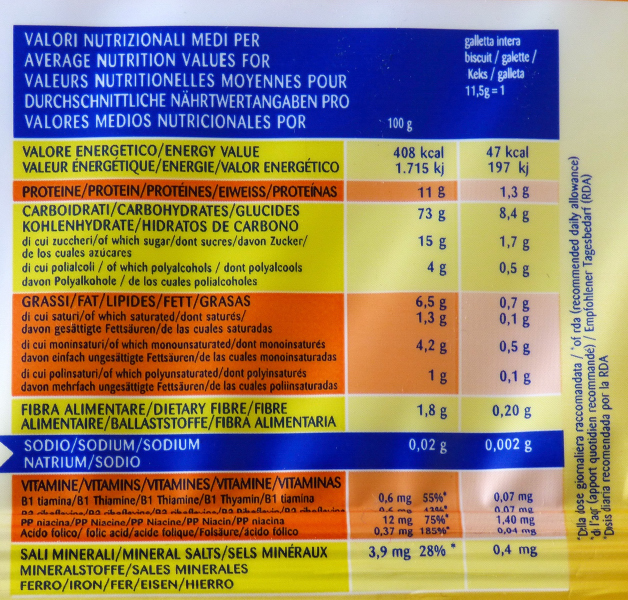 VALORI NUTRIZIONALI MEDI PER
AVERAGE NUTRITION VALUES FOR
VALEURS NUTRITIONELLES MOYENNES POUR
DURCHSCHNITTLICHE NÄHRTWERTANGABEN PRO
VALORES MEDIOS NUTRICIONALES POR
100 g
galletta intera
biscuit / galette /
Keks / galleta
11,5g = 1
VALORE ENERGETICO/ENERGY VALUE 408 kcal 47 kcal
VALEUR ÉNERGÉTIQUE/ENERGIE/VALOR ENERGÉTICO 1.715 kj 197 kj
PROTEINE/PROTEIN/PROTÉINES/EIWEISS/PROTEÍNAS 11 g 1,3 g
CARBOIDRATI/CARBOHYDRATES/GLUCIDES 73 g 8,4 g
KOHLENHYDRATE/HIDRATOS DE CARBONO
di cui zuccheri/of which sugar/dont sucres/davon Zucker/ 15 g 1,7 g
de los cuales azúcares
di cui polialcoli / of which polyalcohols / dont polyalcools 4 g 0,5 g
davon Polyalkohole / de los cuales polialcoholes
GRASSI/FAT/LIPIDES/FETT/GRASAS 6,5 g 0,7 g
di cui saturi/of which saturated/dont saturés/ 1,3 g 0,1 g
davon gesättigte Fettsäuren/de las cuales saturadas
di cui moninsaturi/of which monounsaturated/dont monoinsaturés 4,2 g 0,5 g
davon einfach ungesättigte Fettsäuren/de las cuales monoinsaturadas
di cui polinsaturi/of which polyunsaturated/dont polyinsaturés 1 g 0,1 g
davon mehrfach ungesättigte Fettsäuren/de las cuales poliinsaturadas
FIBRA ALIMENTARE/DIETARY FIBRE/FIBRE 1,8 g 0,20 g
ALIMENTAIRE/BALLASTSTOFFE/FIBRA ALIMENTARIA
SODIO/SODIUM/SODIUM 0,02 g 0,002 g
NATRIUM/SODIO
VITAMINE/VITAMINS/VITAMINES/VITAMINE/VITAMINAS
B1 tiamina/B1 Thiamine/B1 Thiamine/B1 Thyamin/B1 tiamina 0,6 mg 55%* 0,07 mg
PP niacina/PP Niacine/PP Niacine/PP Niacin/PP niacina 12 mg 75%* 1,40 mg
Acido folico/ folic acid/acide folique/Folsäure/ácido fólico 0,37 mg 185%* 0,04 mg
SALI MINERALI/MINERAL SALTS/SELS MINÉRAUX 3,9 mg 28% * 0,4 mg
MINERALSTOFFE/SALES MINERALES
FERRO/IRON/FER/EISEN/HIERRO
giornaliera raccomandata / *of rda (recommended daily allowance)
quotidien recommandé) / Empfohlener Tagesbedarf (RDA)
diaria recomendada por la RDA